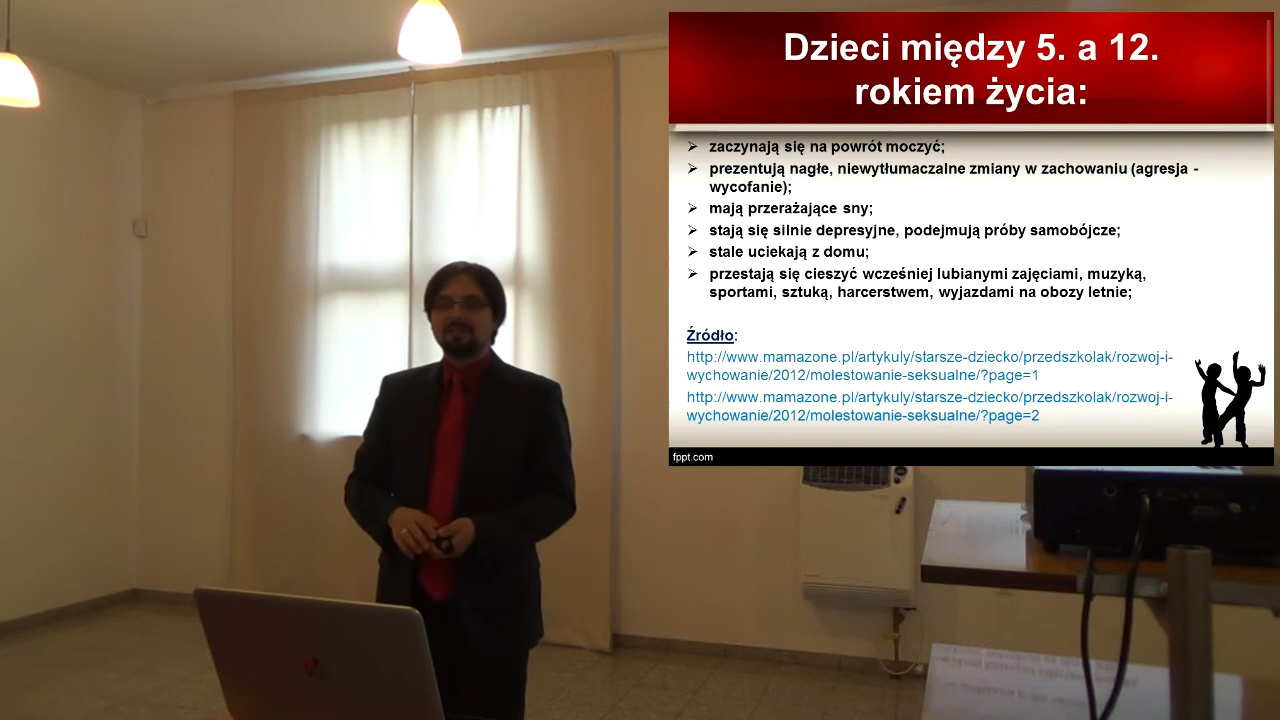 Dzieci między 5. a 12.
rokiem życia:
zaczynają się na powrót moczyć;
prezentują nagłe, niewytłumaczalne zmiany w zachowaniu (agresja -
wycofanie);
mają przerażające sny;
stają się silnie depresyjne, podejmują próby samobójcze;
stale uciekają z domu;
przestają się cieszyć wcześniej lubianymi zajęciami, muzyką,
sportami, sztuką, harcerstwem, wyjazdami na obozy letnie;
Źródło:
http://www.mamazone.pl/artykuly/starsze-dziecko/przedszkolak/rozwoj-i-
wychowanie/2012/molestowanie-seksualne/?page=1
http://www.mamazone.pl/artykuly/starsze-dziecko/przedszkolak/rozwoj-i-
wychowanie/2012/molestowanie-seksualne/?page=2
fppt.com